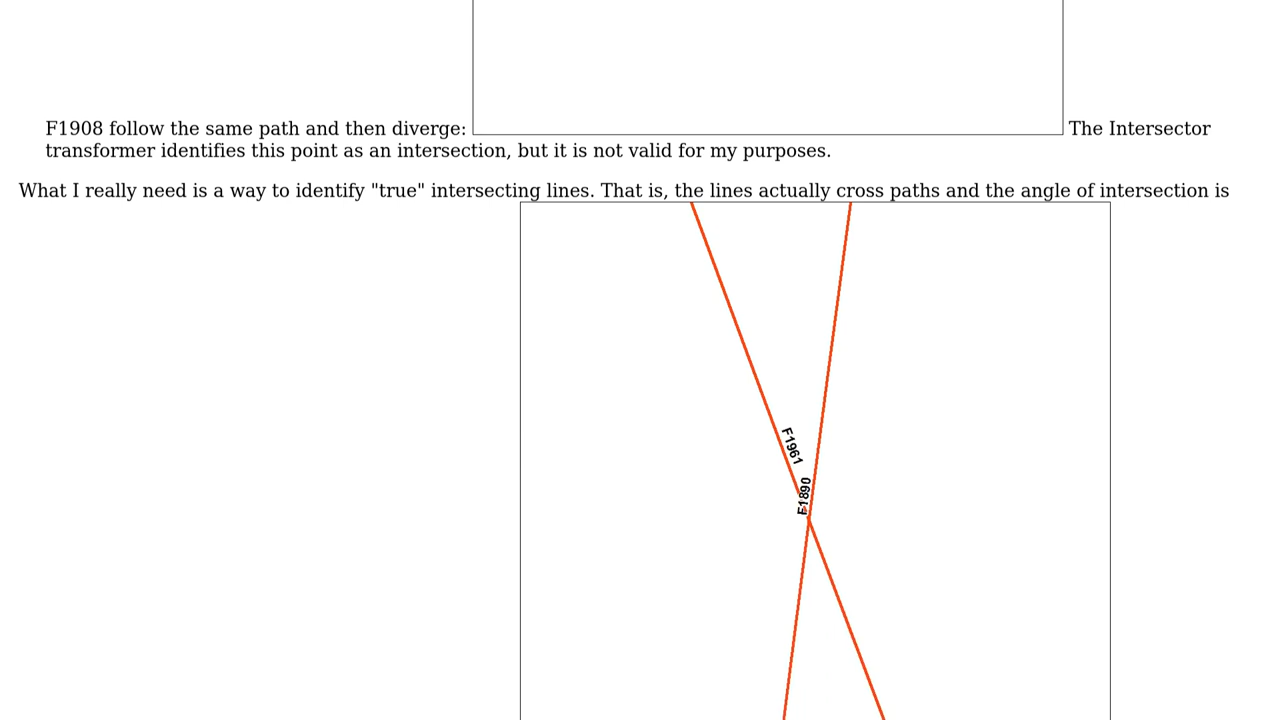 F1908 follow the same path and then diverge: The Intersector
transformer identifies this point as an intersection, but it is not valid for my purposes.
What I really need is a way to identify "true" intersecting lines. That is, the lines actually cross paths and the angle of intersection is
F1961
F1890